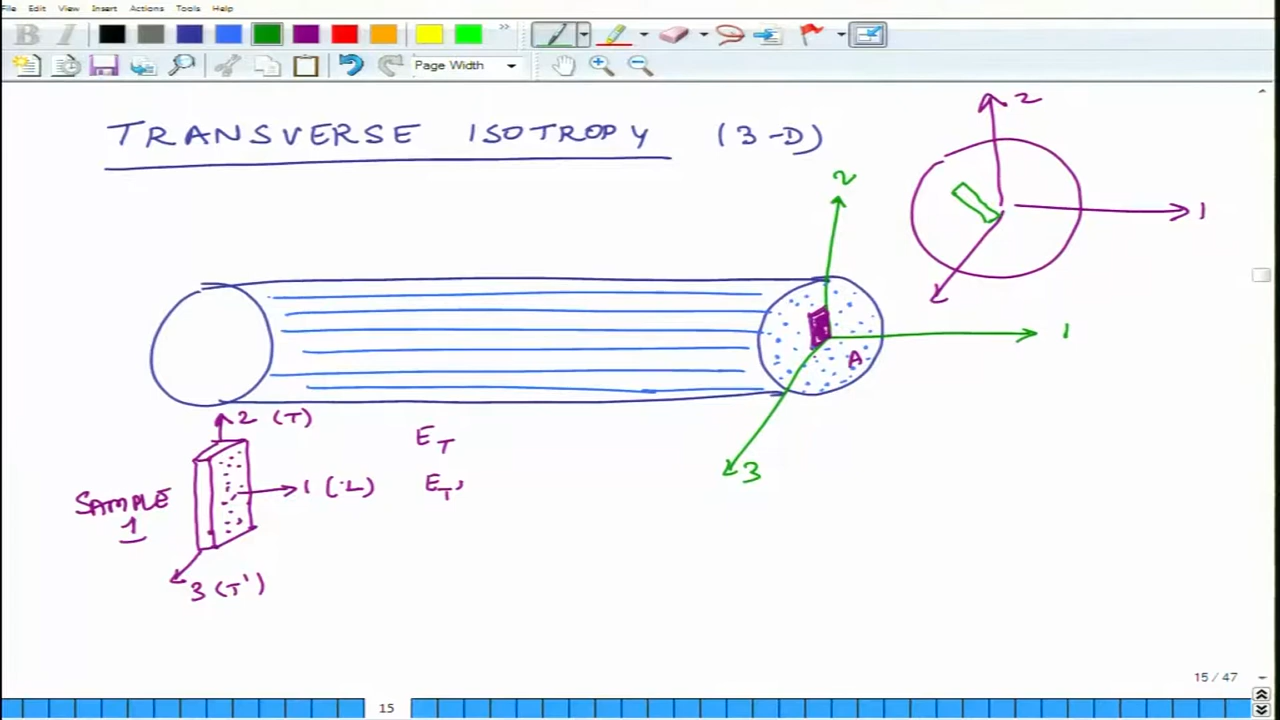 File Edit View Insert Actions Tools Help
B I
Page Width
TRANSVERSE ISOTROPY (3-D)
2
1
2
1
3
A
2 (T)
1 (L)
3 (T')
SAMPLE
1
E_T
E_T'
15 / 47
15